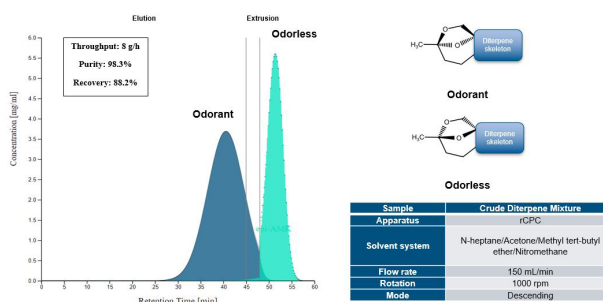 Elution
Extrusion
Odorless
Throughput: 8 g/h
Purity: 98.3%
Recovery: 88.2%
Odorant
Concentration [mg/ml]
6.0
5.5
5.0
4.5
4.0
3.5
3.0
2.5
2.0
1.5
1.0
0.5
0.0
0 5 10 15 20 25 30 35 40 45 50 55 60
Retention Time [min]
H₃C
O
O
Diterpene
skeleton
Odorant
H₃C
O
O
Diterpene
skeleton
Odorless
Sample Crude Diterpene Mixture
Apparatus rCPC
Solvent system N-heptane/Acetone/Methyl tert-butyl
ether/Nitromethane
Flow rate 150 mL/min
Rotation 1000 rpm
Mode Descending